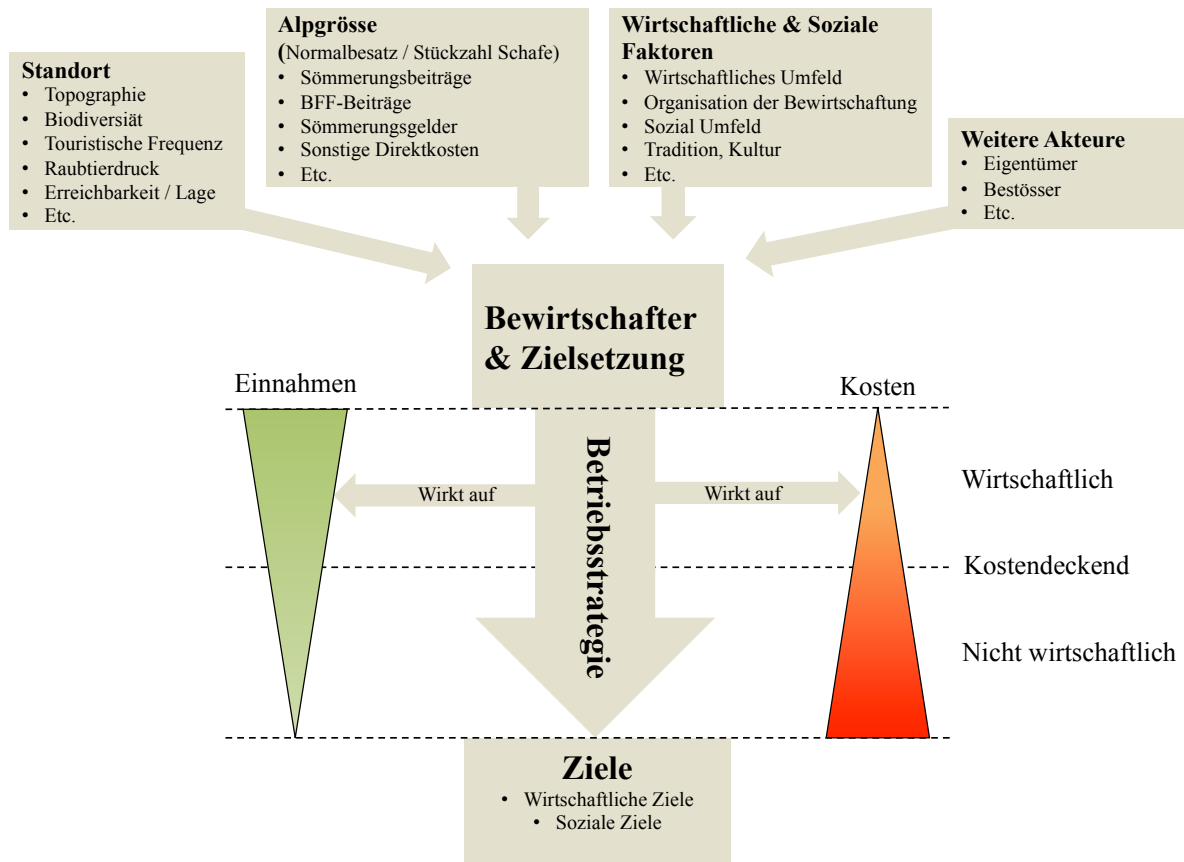 Standort
• Topographie
• Biodiversiät
• Touristische Frequenz
• Raubtierdruck
• Erreichbarkeit / Lage
• Etc.
Alpgrösse
(Normalbesatz / Stückzahl Schafe)
• Sömmerungsbeiträge
• BFF-Beiträge
• Sömmerungsgelder
• Sonstige Direktkosten
• Etc.
Wirtschaftliche & Soziale
Faktoren
• Wirtschaftliches Umfeld
• Organisation der Bewirtschaftung
• Sozial Umfeld
• Tradition, Kultur
• Etc.
Weitere Akteure
• Eigentümer
• Bestösser
• Etc.
Bewirtschafter
& Zielsetzung
Einnahmen
Kosten
Betriebsstrategie
Wirkt auf
Wirkt auf
Wirtschaftlich
Kostendeckend
Nicht wirtschaftlich
Ziele
• Wirtschaftliche Ziele
• Soziale Ziele